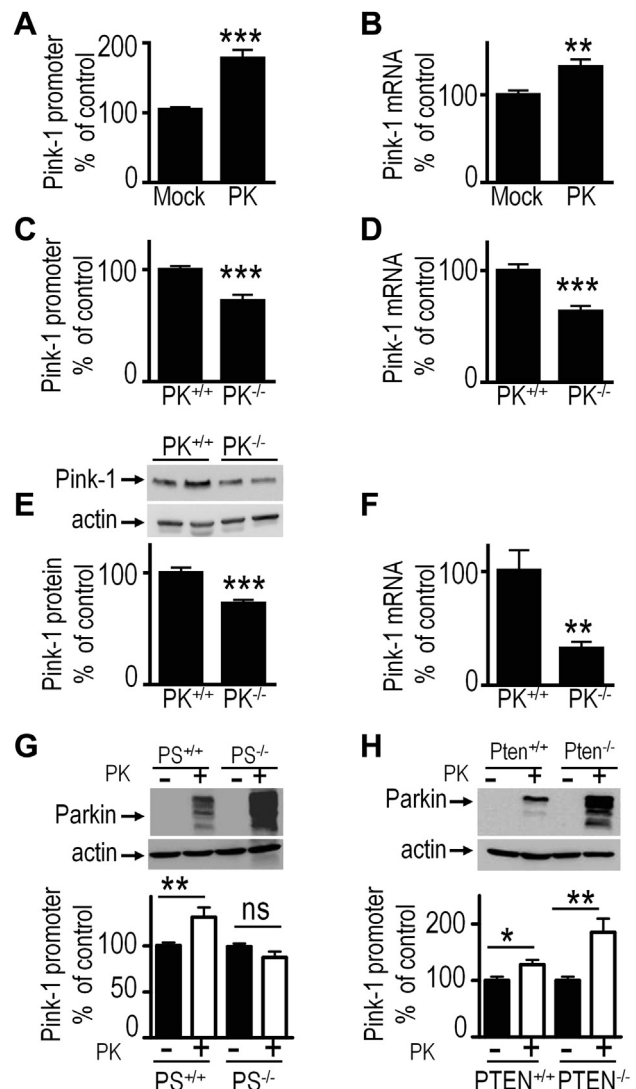 A
Pink-1 promoter
% of control
200
100
0
***
Mock PK
B
Pink-1 mRNA
% of control
100
0
**
Mock PK
C
Pink-1 promoter
% of control
100
0
***
PK+/+ PK-/-
D
Pink-1 mRNA
% of control
100
0
***
PK+/+ PK-/-
E
PK+/+ PK-/-
Pink-1
actin
Pink-1 protein
% of control
100
0
***
PK+/+ PK-/-
F
Pink-1 mRNA
% of control
100
0
**
PK+/+ PK-/-
G
PS+/+ PS-/-
PK - + - +
Parkin
actin
Pink-1 promoter
% of control
100
50
0
** ns
PK - + - +
PS+/+ PS-/-
H
Pten+/+ Pten-/-
PK - + - +
Parkin
actin
Pink-1 promoter
% of control
200
100
0
* **
PK - + - +
PTEN+/+ PTEN-/-